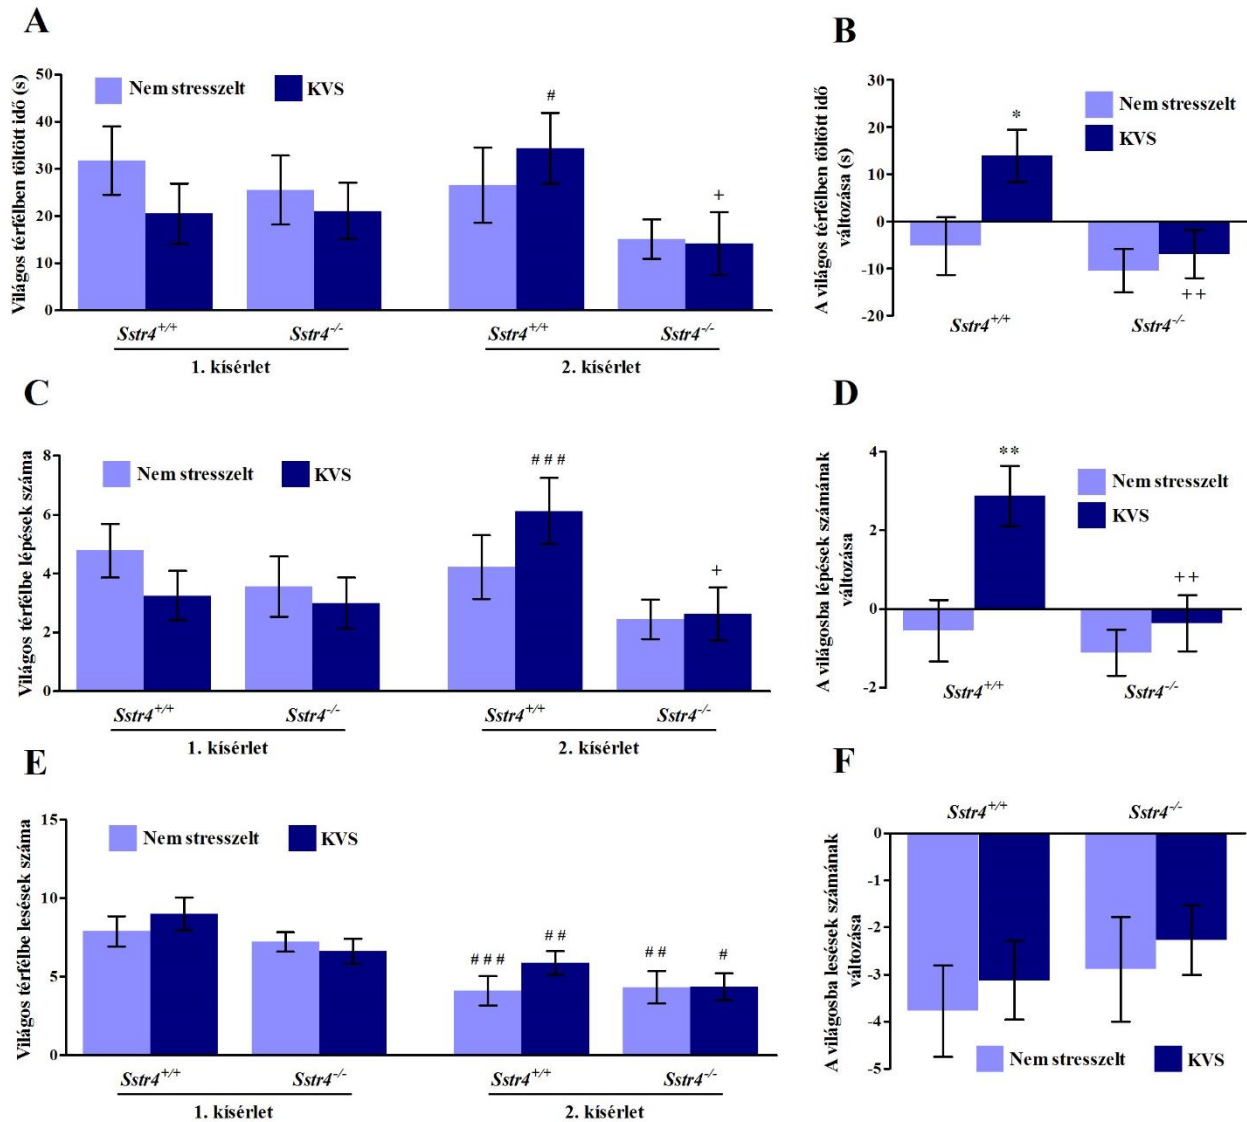 A
Világos térfélben töltött idő (s)
Nem stresszelt
KVS
50
40
30
20
10
0
#
+
Sstr4+/+
Sstr4-/-
Sstr4+/+
Sstr4-/-
1. kísérlet
2. kísérlet
B
A világos térfélben töltött idő
változása (s)
30
20
10
0
-10
-20
*
++
Nem stresszelt
KVS
Sstr4+/+
Sstr4-/-
C
Világos térfélbe lépések száma
Nem stresszelt
KVS
8
6
4
2
0
###
+
Sstr4+/+
Sstr4-/-
Sstr4+/+
Sstr4-/-
1. kísérlet
2. kísérlet
D
A világosba lépések számának
változása
4
2
0
-2
**
++
Nem stresszelt
KVS
Sstr4+/+
Sstr4-/-
E
Világos térfélbe lesések száma
Nem stresszelt
KVS
15
10
5
0
###
##
##
#
Sstr4+/+
Sstr4-/-
Sstr4+/+
Sstr4-/-
1. kísérlet
2. kísérlet
F
A világosba lesések számának
változása
Sstr4+/+
Sstr4-/-
0
-1
-2
-3
-4
-5
Nem stresszelt
KVS